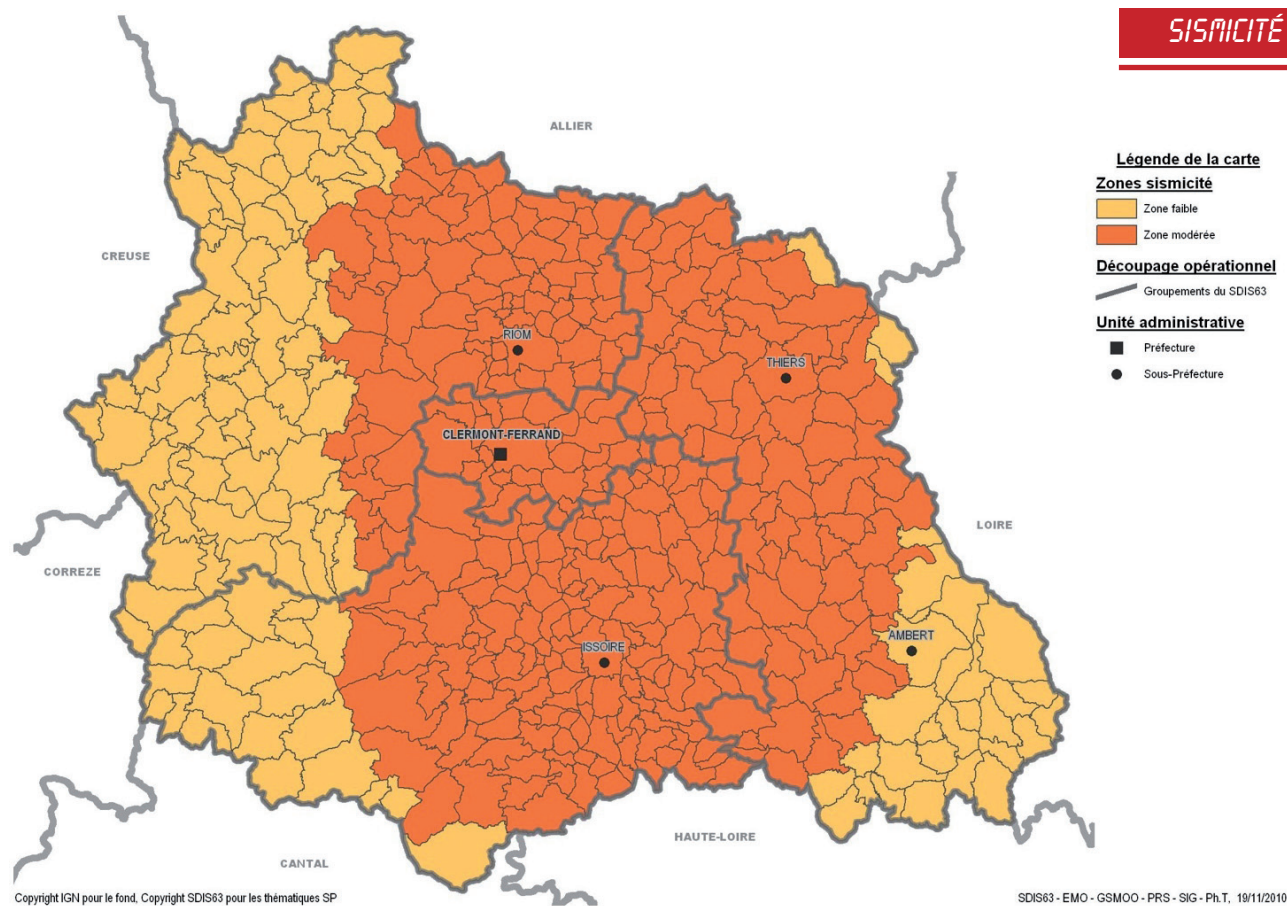 SISMICITÉ
ALLIER
Légende de la carte
Zones sismicité
Zone faible
Zone modérée
Découpage opérationnel
Groupements du SDIS63
Unité administrative
Préfecture
Sous-Préfecture
CREUSE
RIOM
THIERS
CLERMONT-FERRAND
LOIRE
CORREZE
AMBERT
ISSOIRE
HAUTE-LOIRE
CANTAL
Copyright IGN pour le fond, Copyright SDIS63 pour les thématiques SP
SDIS63 - EMO - GSMOO - PRS - SIG - Ph.T, 19/11/2010